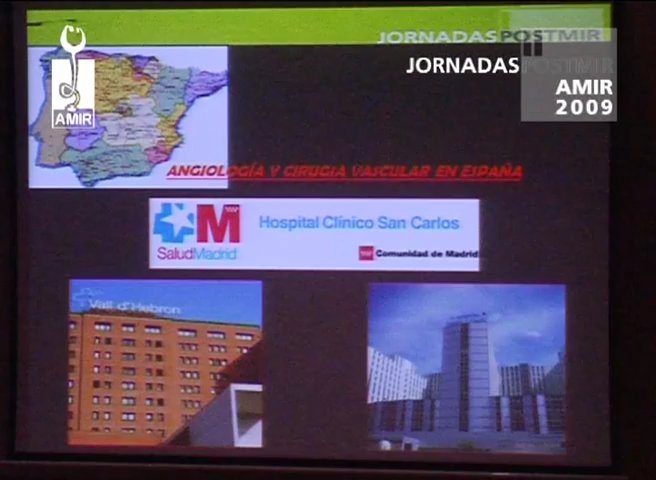 JORNADAS POSTMIR
JORNADAS POSTMIR
AMIR
2009
AMIR
ANGIOLOGÍA Y CIRUGIA VASCULAR EN ESPAÑA
SaludMadrid
Hospital Clínico San Carlos
Comunidad de Madrid
Vall d'Hebron